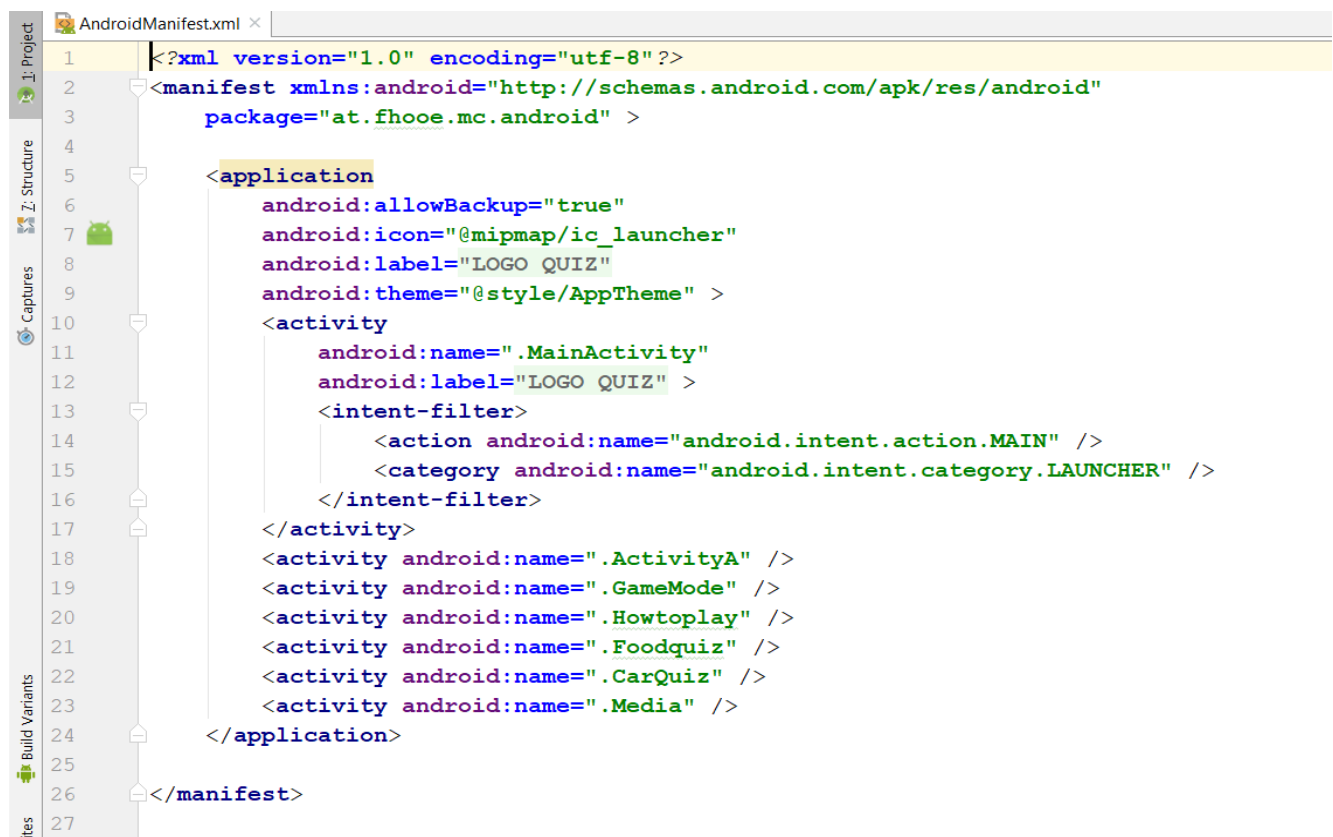 AndroidManifest.xml ×
1: Project
7: Structure
Captures
Build Variants
1 <?xml version="1.0" encoding="utf-8"?>
2 <manifest xmlns:android="http://schemas.android.com/apk/res/android"
3     package="at.fhooe.mc.android" >
4
5     <application
6         android:allowBackup="true"
7         android:icon="@mipmap/ic_launcher"
8         android:label="LOGO QUIZ"
9         android:theme="@style/AppTheme" >
10         <activity
11             android:name=".MainActivity"
12             android:label="LOGO QUIZ" >
13             <intent-filter>
14                 <action android:name="android.intent.action.MAIN" />
15                 <category android:name="android.intent.category.LAUNCHER" />
16             </intent-filter>
17         </activity>
18         <activity android:name=".ActivityA" />
19         <activity android:name=".GameMode" />
20         <activity android:name=".Howtoplay" />
21         <activity android:name=".Foodquiz" />
22         <activity android:name=".CarQuiz" />
23         <activity android:name=".Media" />
24     </application>
25
26 </manifest>
27